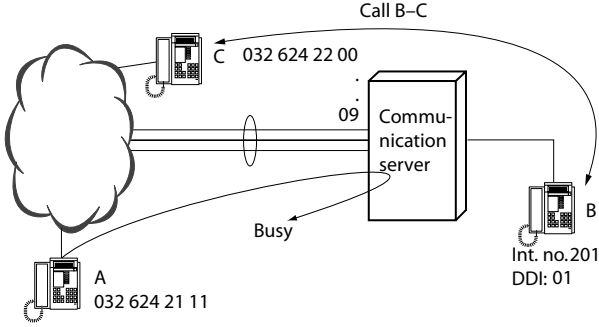 Call B–C
C 032 624 22 00
.
.
09
Commu-
nication
server
Busy
B
Int. no.201
DDI: 01
A
032 624 21 11